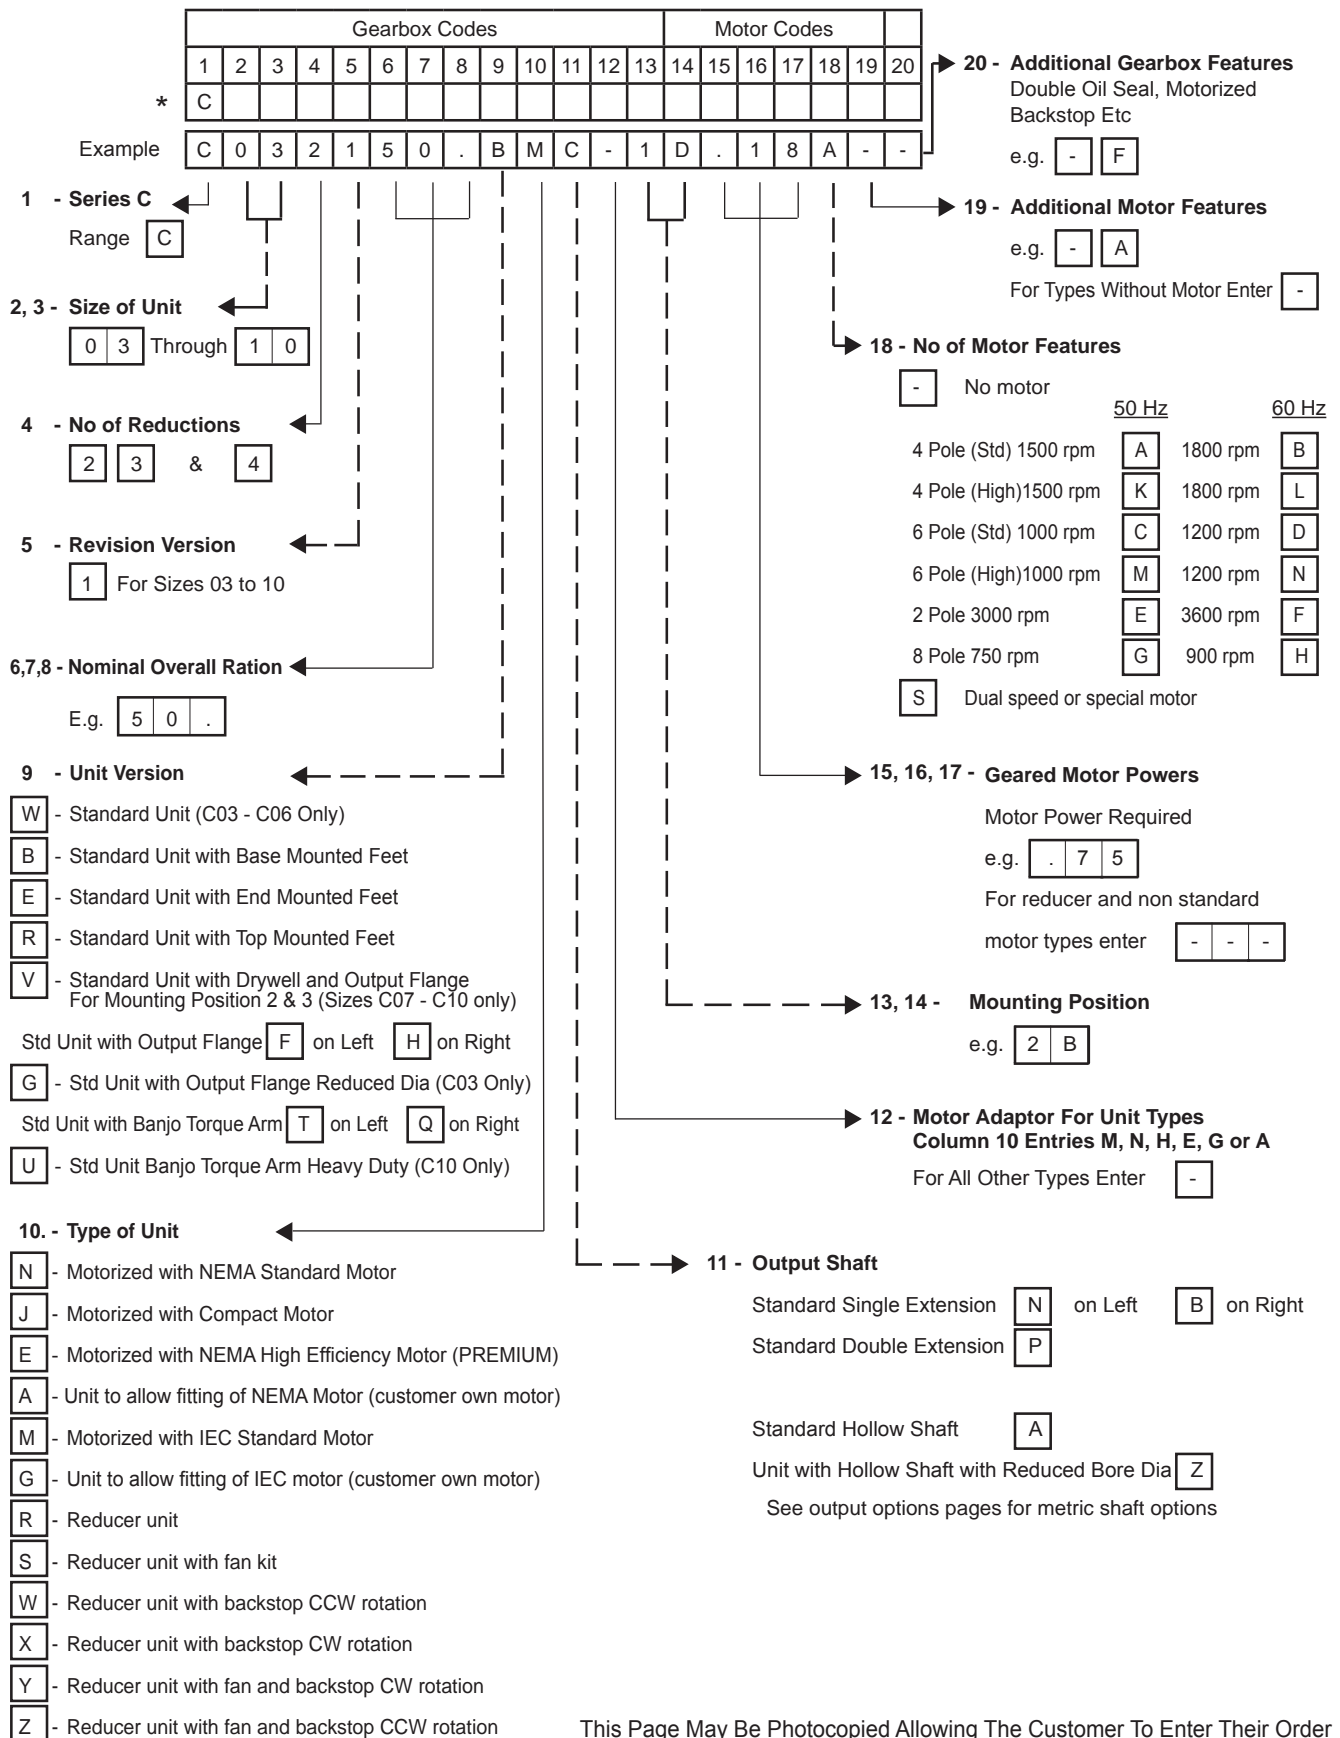 Gearbox Codes Motor Codes
1 2 3 4 5 6 7 8 9 10 11 12 13 14 15 16 17 18 19 20
* C
Example C 0 3 2 1 5 0 . B M C - 1 D . 1 8 A - -
1 - Series C
Range C
2, 3 - Size of Unit
0 3 Through 1 0
4 - No of Reductions
2 3 & 4
5 - Revision Version
1 For Sizes 03 to 10
6,7,8 - Nominal Overall Ration
E.g. 5 0 .
9 - Unit Version
W - Standard Unit (C03 - C06 Only)
B - Standard Unit with Base Mounted Feet
E - Standard Unit with End Mounted Feet
R - Standard Unit with Top Mounted Feet
V - Standard Unit with Drywell and Output Flange
For Mounting Position 2 & 3 (Sizes C07 - C10 only)
Std Unit with Output Flange F on Left H on Right
G - Std Unit with Output Flange Reduced Dia (C03 Only)
Std Unit with Banjo Torque Arm T on Left Q on Right
U - Std Unit Banjo Torque Arm Heavy Duty (C10 Only)
10. - Type of Unit
N - Motorized with NEMA Standard Motor
J - Motorized with Compact Motor
E - Motorized with NEMA High Efficiency Motor (PREMIUM)
A - Unit to allow fitting of NEMA Motor (customer own motor)
M - Motorized with IEC Standard Motor
G - Unit to allow fitting of IEC motor (customer own motor)
R - Reducer unit
S - Reducer unit with fan kit
W - Reducer unit with backstop CCW rotation
X - Reducer unit with backstop CW rotation
Y - Reducer unit with fan and backstop CW rotation
Z - Reducer unit with fan and backstop CCW rotation
20 - Additional Gearbox Features
Double Oil Seal, Motorized
Backstop Etc
e.g. - F
19 - Additional Motor Features
e.g. - A
For Types Without Motor Enter -
18 - No of Motor Features
- No motor
50 Hz 60 Hz
4 Pole (Std) 1500 rpm A 1800 rpm B
4 Pole (High)1500 rpm K 1800 rpm L
6 Pole (Std) 1000 rpm C 1200 rpm D
6 Pole (High)1000 rpm M 1200 rpm N
2 Pole 3000 rpm E 3600 rpm F
8 Pole 750 rpm G 900 rpm H
S Dual speed or special motor
15, 16, 17 - Geared Motor Powers
Motor Power Required
e.g. . 7 5
For reducer and non standard
motor types enter - - -
13, 14 - Mounting Position
e.g. 2 B
12 - Motor Adaptor For Unit Types
Column 10 Entries M, N, H, E, G or A
For All Other Types Enter -
11 - Output Shaft
Standard Single Extension N on Left B on Right
Standard Double Extension P
Standard Hollow Shaft A
Unit with Hollow Shaft with Reduced Bore Dia Z
See output options pages for metric shaft options
This Page May Be Photocopied Allowing The Customer To Enter Their Order